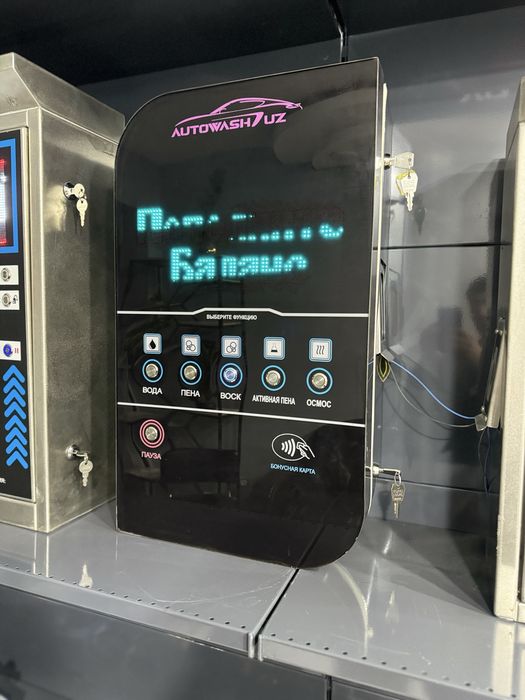 AUTOWASH7UZ
ВЫБЕРИТЕ ФУНКЦИЮ
ВОДА
ПЕНА
ВОСК
АКТИВНАЯ ПЕНА
ОСМОС
ПАУЗА
БОНУСНАЯ КАРТА